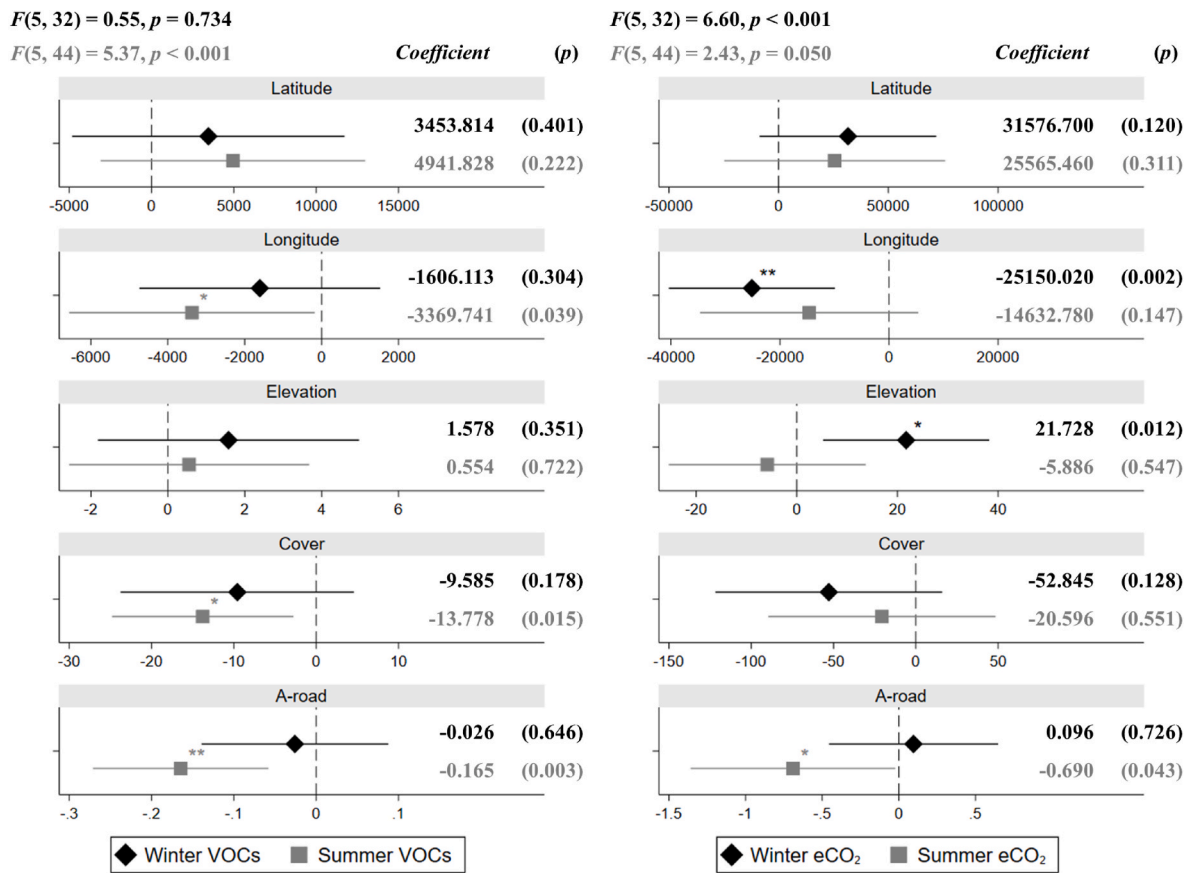 F(5, 32) = 0.55, p = 0.734
F(5, 44) = 5.37, p < 0.001 Coefficient (p)
Latitude
3453.814 (0.401)
4941.828 (0.222)
-5000 0 5000 10000 15000
Longitude
-1606.113 (0.304)
*
-3369.741 (0.039)
-6000 -4000 -2000 0 2000
Elevation
1.578 (0.351)
0.554 (0.722)
-2 0 2 4 6
Cover
-9.585 (0.178)
*
-13.778 (0.015)
-30 -20 -10 0 10
A-road
-0.026 (0.646)
**
-0.165 (0.003)
-.3 -.2 -.1 0 .1
Winter VOCs Summer VOCs
F(5, 32) = 6.60, p < 0.001
F(5, 44) = 2.43, p = 0.050 Coefficient (p)
Latitude
31576.700 (0.120)
25565.460 (0.311)
-50000 0 50000 100000
Longitude
**
-25150.020 (0.002)
-14632.780 (0.147)
-40000 -20000 0 20000
Elevation
*
21.728 (0.012)
-5.886 (0.547)
-20 0 20 40
Cover
-52.845 (0.128)
-20.596 (0.551)
-150 -100 -50 0 50
A-road
0.096 (0.726)
*
-0.690 (0.043)
-1.5 -1 -.5 0 .5
Winter eCO₂ Summer eCO₂